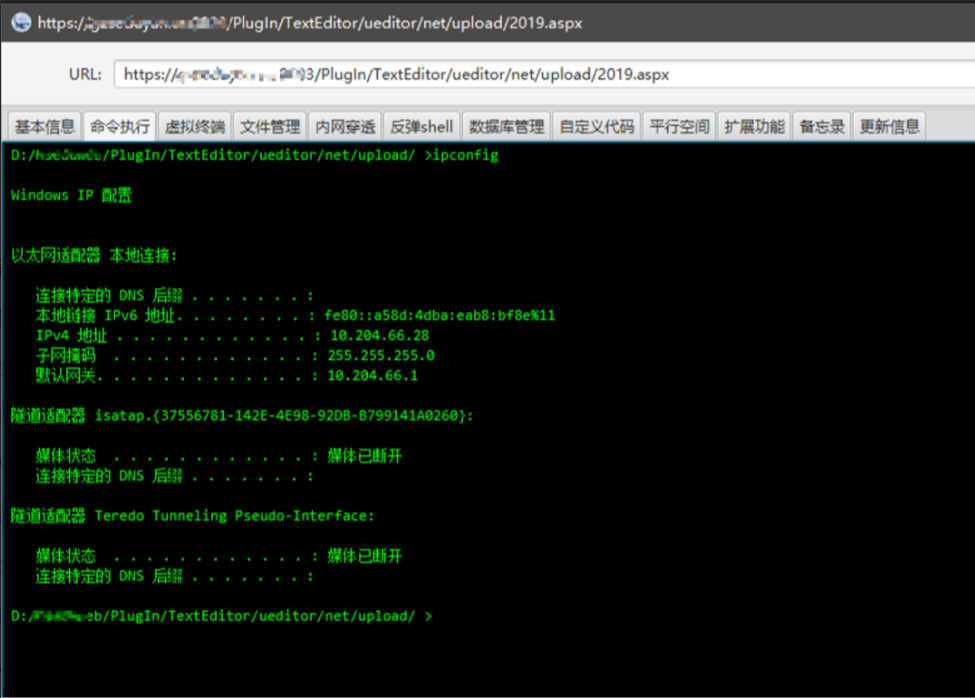 https:// /PlugIn/TextEditor/ueditor/net/upload/2019.aspx
URL: https:// /PlugIn/TextEditor/ueditor/net/upload/2019.aspx
基本信息 命令执行 虚拟终端 文件管理 内网穿透 反弹shell 数据库管理 自定义代码 平行空间 扩展功能 备忘录 更新信息
D:/ /PlugIn/TextEditor/ueditor/net/upload/ >ipconfig
Windows IP 配置
以太网适配器 本地连接:
连接特定的 DNS 后缀 . . . . . . . :
本地链接 IPv6 地址. . . . . . . . : fe80::a58d:4dba:eab8:bf8e%11
IPv4 地址 . . . . . . . . . . . . : 10.204.66.28
子网掩码 . . . . . . . . . . . . : 255.255.255.0
默认网关. . . . . . . . . . . . . : 10.204.66.1
隧道适配器 isatap.{37556781-142E-4E98-92DB-B799141A0260}:
媒体状态 . . . . . . . . . . . . : 媒体已断开
连接特定的 DNS 后缀 . . . . . . . :
隧道适配器 Teredo Tunneling Pseudo-Interface:
媒体状态 . . . . . . . . . . . . : 媒体已断开
连接特定的 DNS 后缀 . . . . . . . :
D:/ /PlugIn/TextEditor/ueditor/net/upload/ >